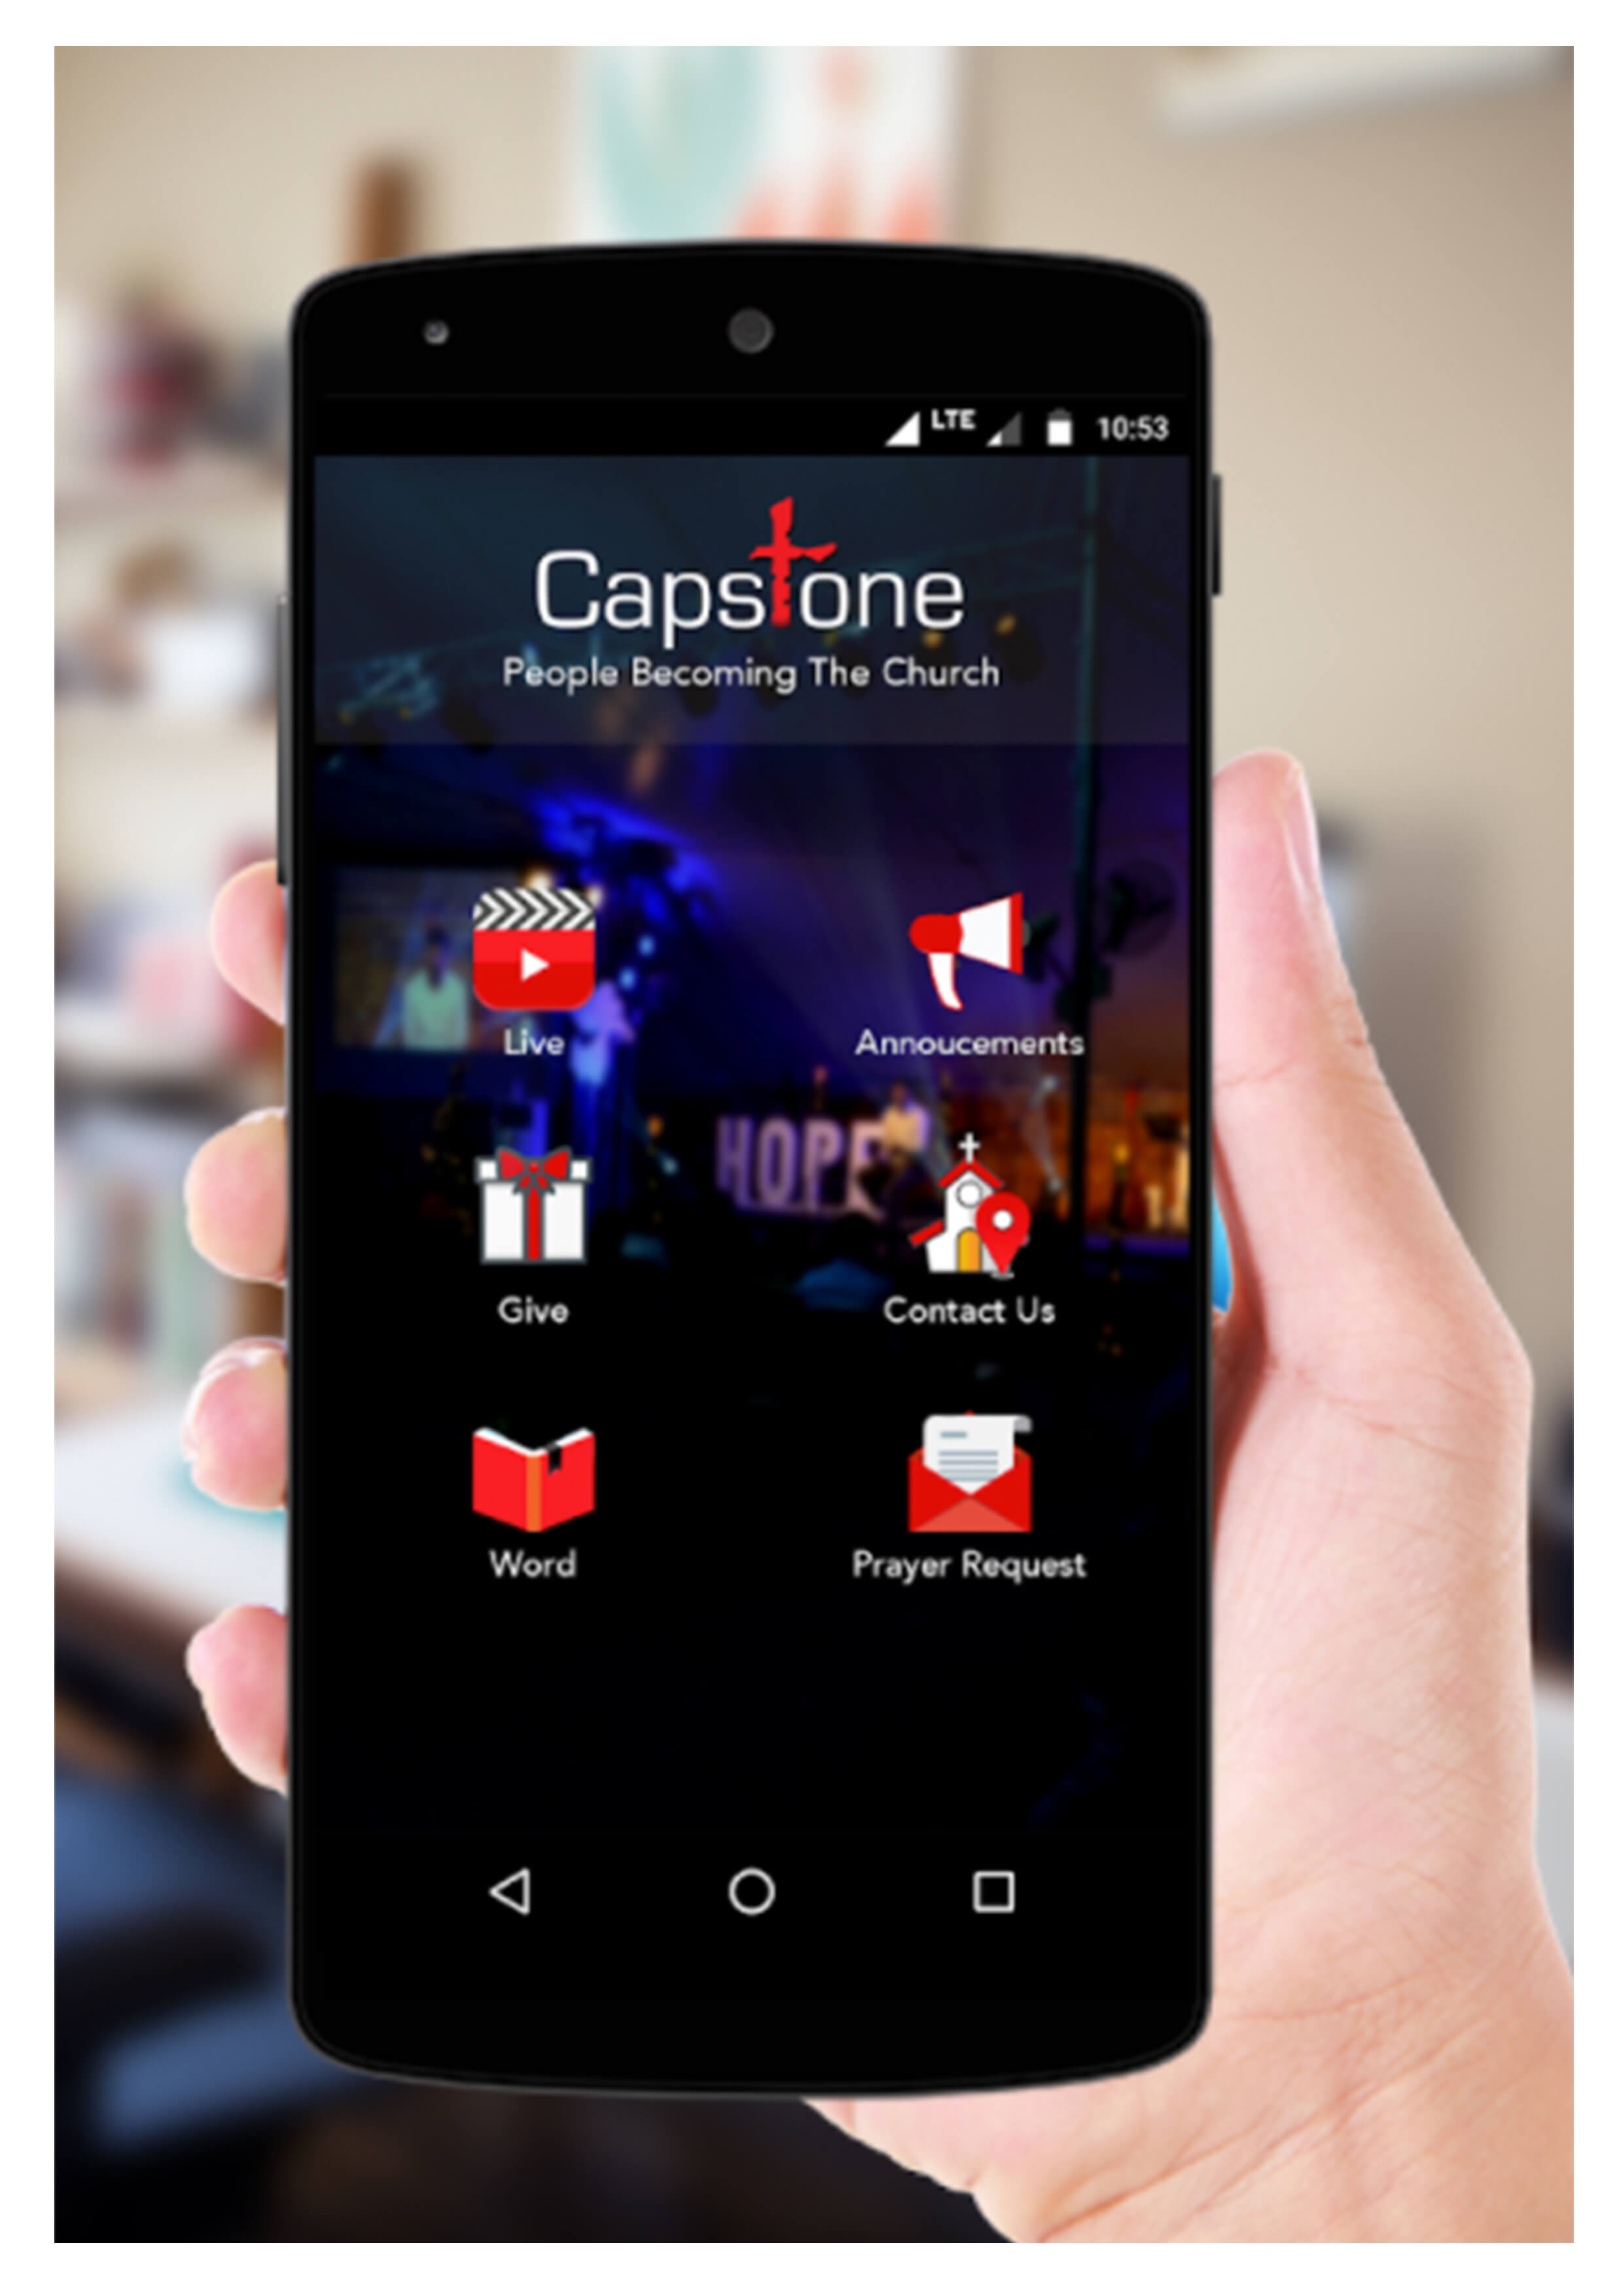 LTE 10:53
Capstone
People Becoming The Church
Live
Annoucements
HOPE
Give
Contact Us
Word
Prayer Request